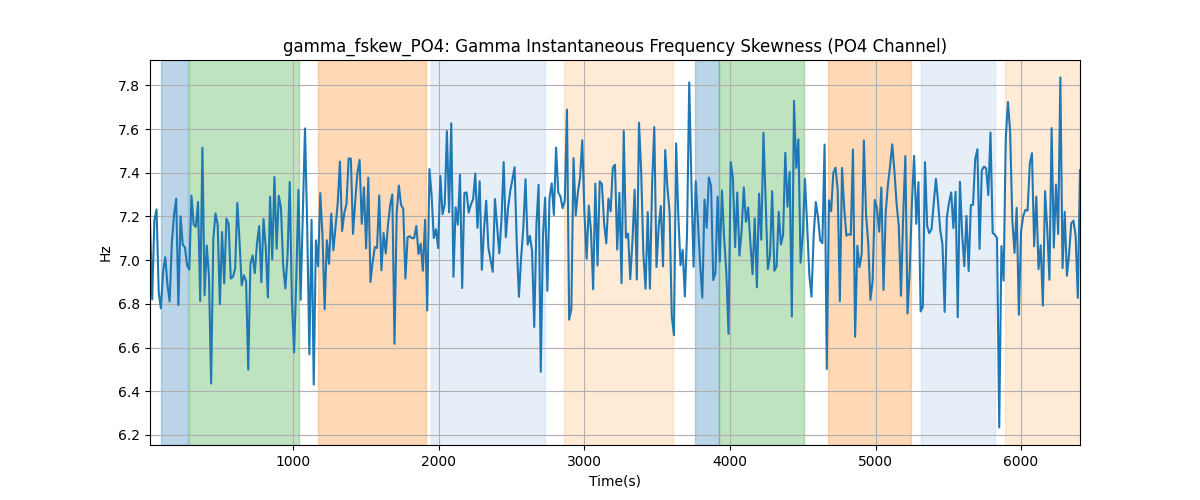 gamma_fskew_PO4: Gamma Instantaneous Frequency Skewness (PO4 Channel)
7.8
7.6
7.4
7.2
7.0
6.8
6.6
6.4
6.2
Hz
1000 2000 3000 4000 5000 6000
Time(s)